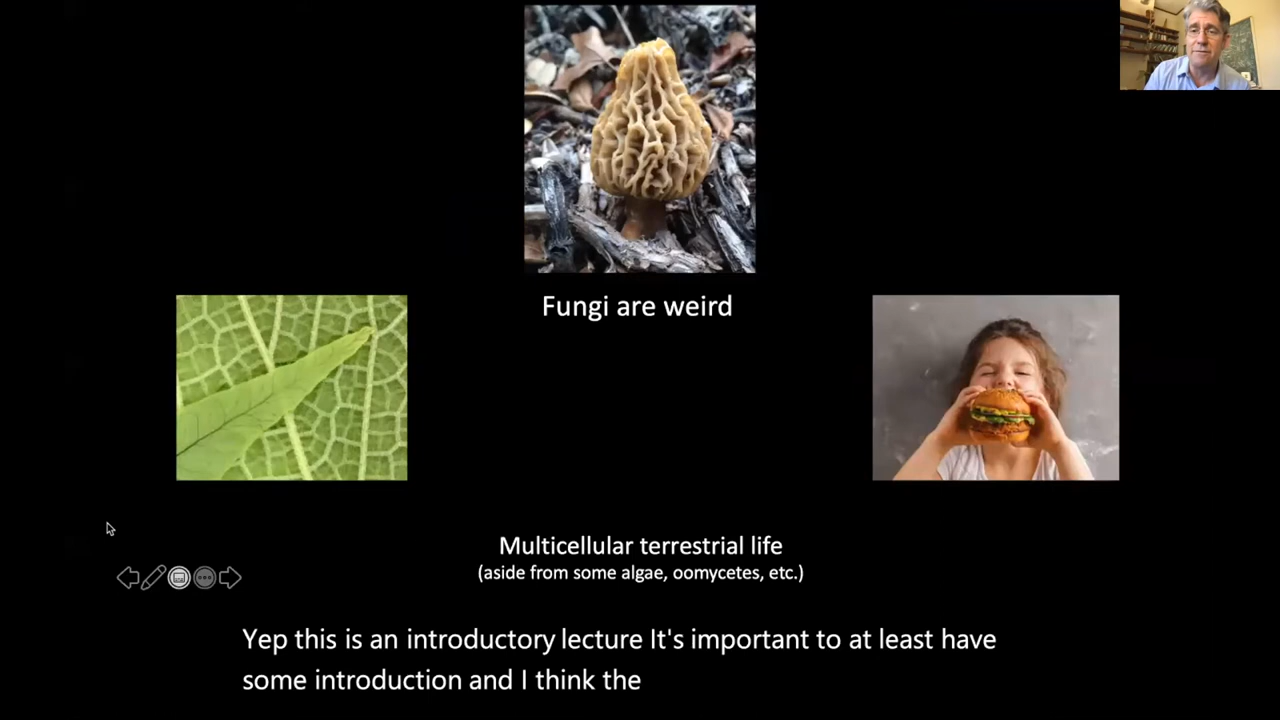 Fungi are weird
Multicellular terrestrial life
(aside from some algae, oomycetes, etc.)
Yep this is an introductory lecture It's important to at least have
some introduction and I think the